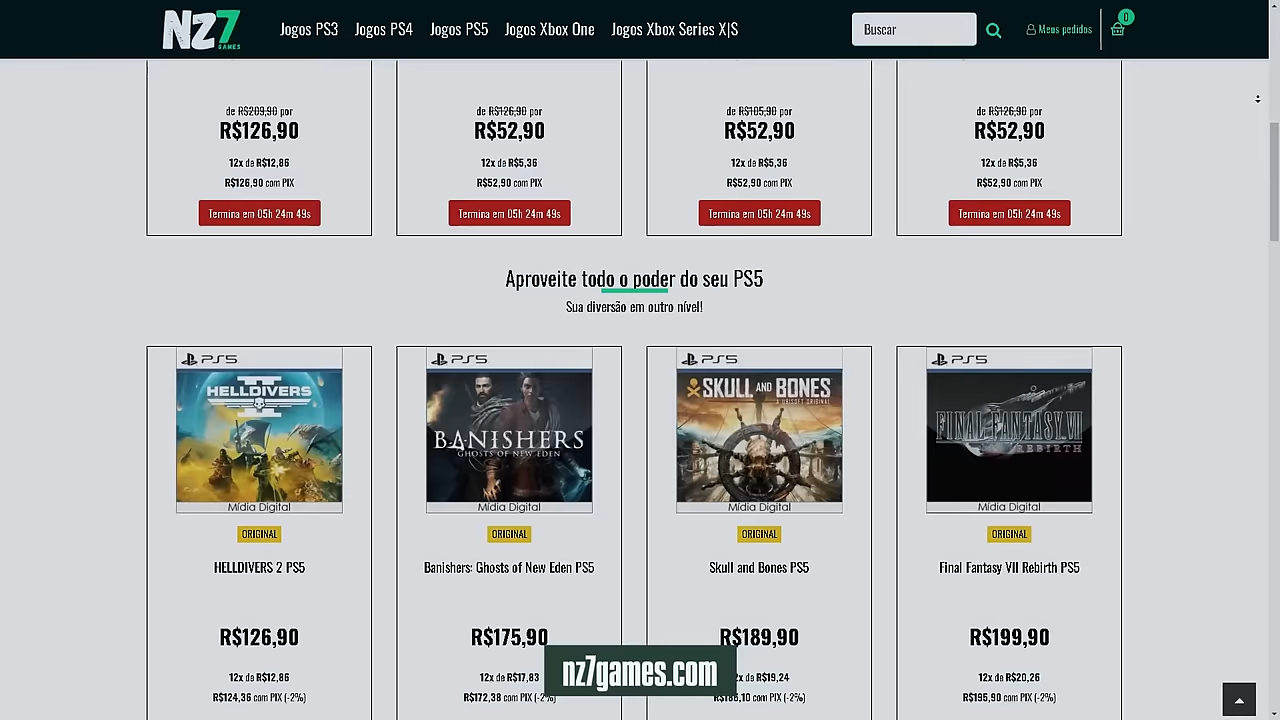 NZ7 GAMES
Jogos PS3 Jogos PS4 Jogos PS5 Jogos Xbox One Jogos Xbox Series X|S
Buscar
Meus pedidos
0
de R$209,90 por
R$126,90
12x de R$12,86
R$126,90 com PIX
Termina em 05h 24m 49s
de R$126,90 por
R$52,90
12x de R$5,36
R$52,90 com PIX
Termina em 05h 24m 49s
de R$105,90 por
R$52,90
12x de R$5,36
R$52,90 com PIX
Termina em 05h 24m 49s
de R$126,90 por
R$52,90
12x de R$5,36
R$52,90 com PIX
Termina em 05h 24m 49s
Aproveite todo o poder do seu PS5
Sua diversão em outro nível!
PS5
HELLDIVERS
II
Mídia Digital
ORIGINAL
HELLDIVERS 2 PS5
R$126,90
12x de R$12,86
R$124,36 com PIX (-2%)
PS5
BANISHERS
GHOSTS OF NEW EDEN
Mídia Digital
ORIGINAL
Banishers: Ghosts of New Eden PS5
R$175,90
12x de R$17,83
R$172,38 com PIX (-2%)
PS5
SKULL AND BONES
A UBISOFT ORIGINAL
Mídia Digital
ORIGINAL
Skull and Bones PS5
R$189,90
de R$19,24
com PIX (-2%)
PS5
FINAL FANTASY VII
REBIRTH
Mídia Digital
ORIGINAL
Final Fantasy VII Rebirth PS5
R$199,90
12x de R$20,26
R$195,90 com PIX (-2%)
nz7games.com